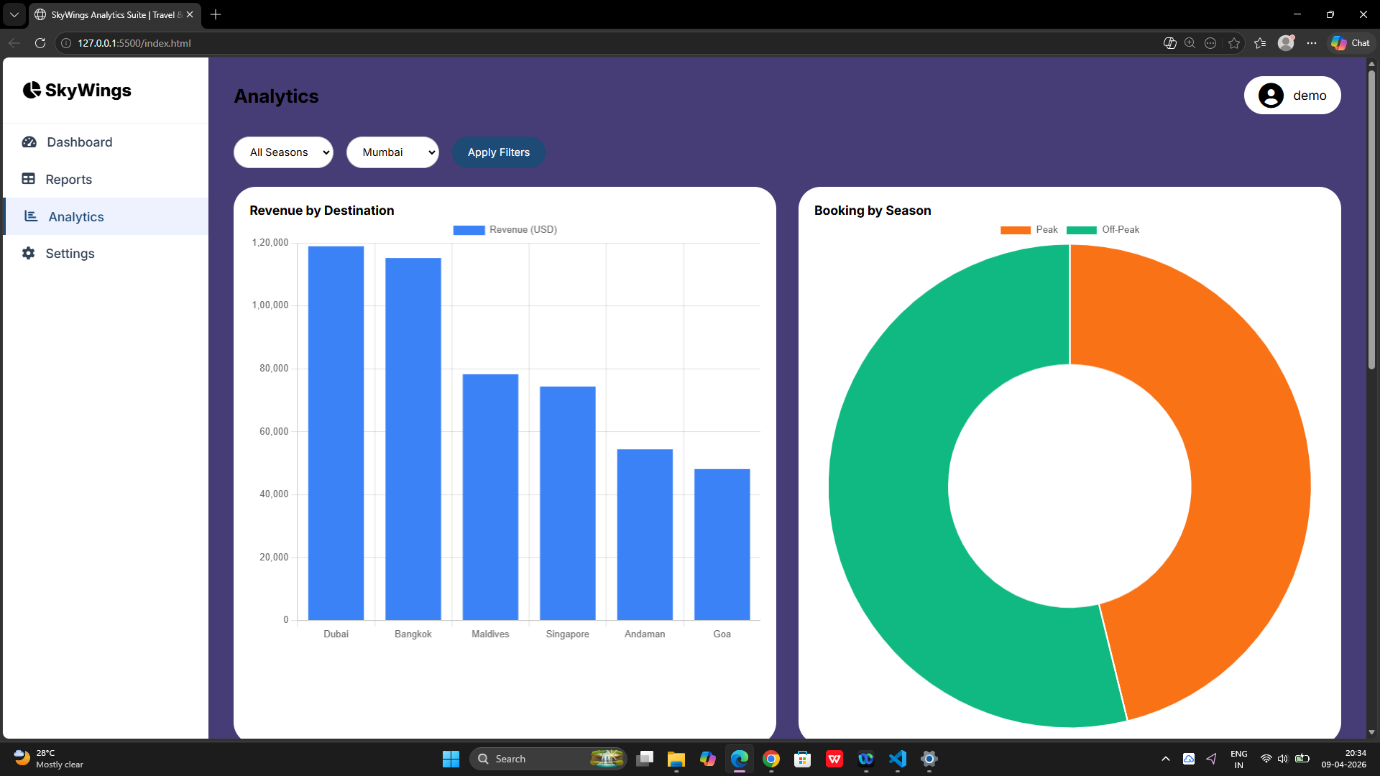 SkyWings Analytics Suite | Travel &
127.0.0.1:5500/index.html
Chat
SkyWings
Dashboard
Reports
Analytics
Settings
Analytics
demo
All Seasons
Mumbai
Apply Filters
Revenue by Destination
Revenue (USD)
1,20,000
1,00,000
80,000
60,000
40,000
20,000
0
Dubai
Bangkok
Maldives
Singapore
Andaman
Goa
Booking by Season
Peak
Off-Peak
28°C
Mostly clear
Search
ENG
IN
20:34
09-04-2026